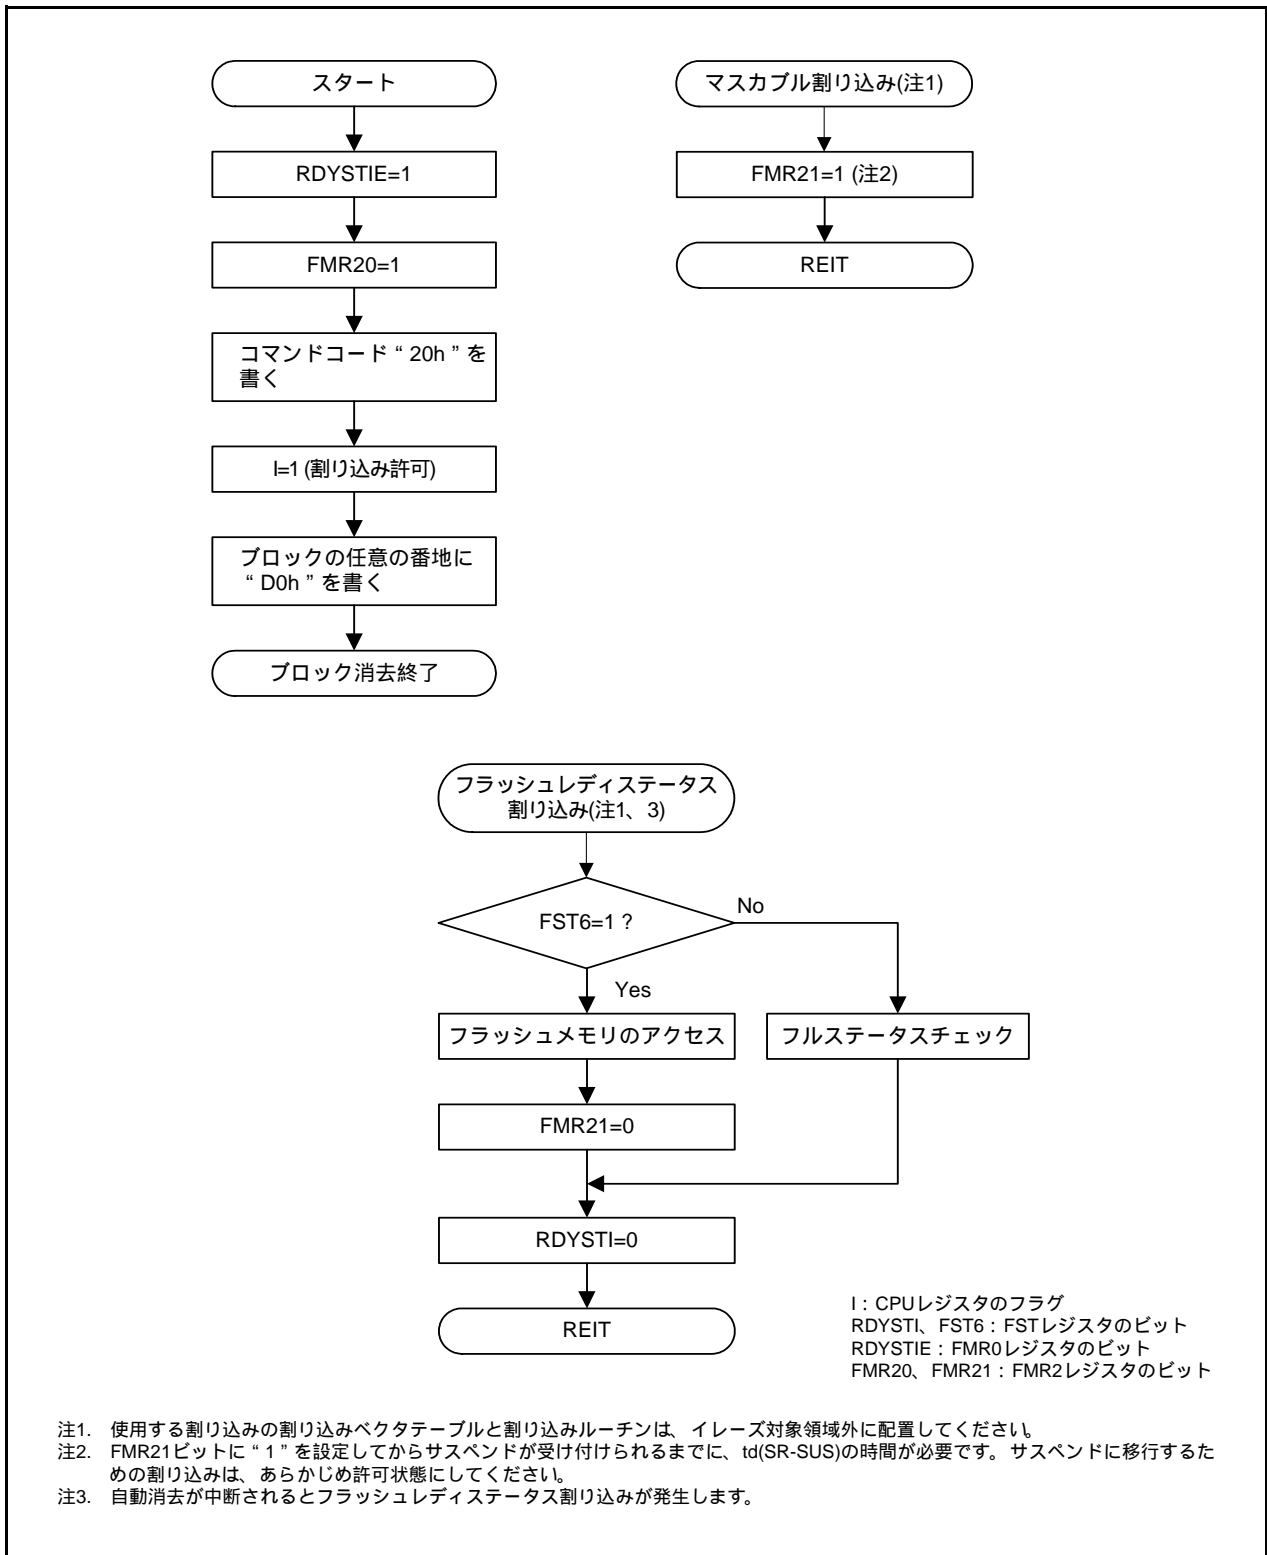 スタート
RDYSTIE=1
FMR20=1
コマンドコード“20h”を
書く
I=1 (割り込み許可)
ブロックの任意の番地に
“D0h”を書く
ブロック消去終了
マスカブル割り込み(注1)
FMR21=1 (注2)
REIT
フラッシュレディステータス
割り込み(注1、3)
FST6=1 ?
No
Yes
フラッシュメモリのアクセス
フルステータスチェック
FMR21=0
RDYSTI=0
REIT
I : CPUレジスタのフラグ
RDYSTI、FST6 : FSTレジスタのビット
RDYSTIE : FMR0レジスタのビット
FMR20、FMR21 : FMR2レジスタのビット
注1. 使用する割り込みの割り込みベクタテーブルと割り込みルーチンは、イレーズ対象領域外に配置してください。
注2. FMR21ビットに“1”を設定してからサスペンドが受け付けられるまでに、td(SR-SUS)の時間が必要です。サスペンドに移行するた
めの割り込みは、あらかじめ許可状態にしてください。
注3. 自動消去が中断されるとフラッシュレディステータス割り込みが発生します。